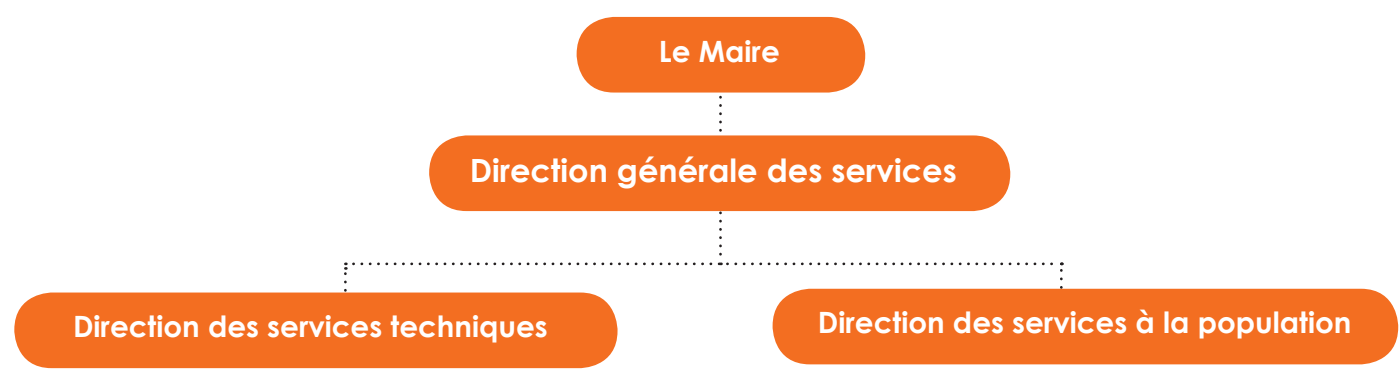 Le Maire
Direction générale des services
Direction des services techniques
Direction des services à la population